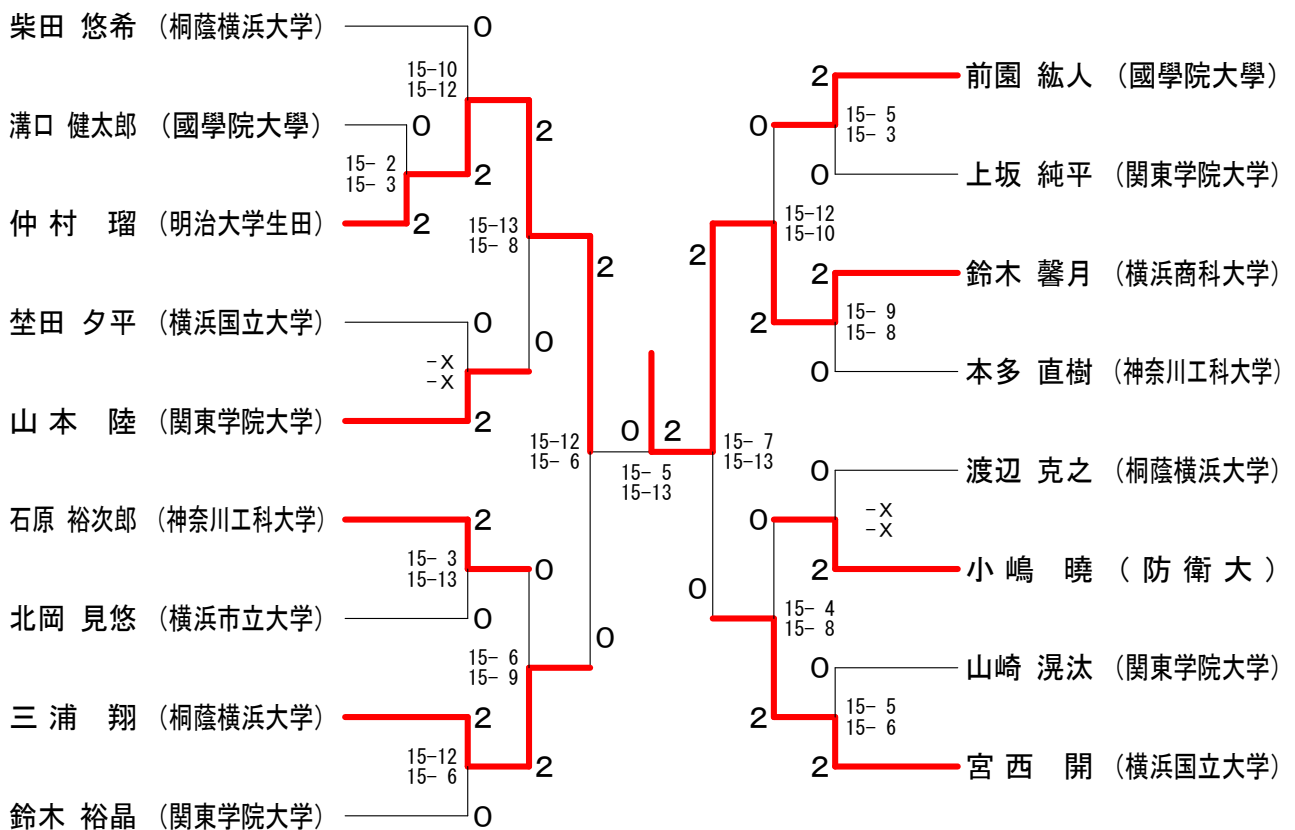 柴田 悠希 (桐蔭横浜大学)
0
15-10
15-12
溝口 健太郎 (國學院大學)
0
2
15- 2
15- 3
2
仲村 瑠 (明治大学生田)
2
15-13
15- 8
2
埜田 夕平 (横浜国立大学)
0
0
-X
-X
山本 陸 (関東学院大学)
2
15-12
15- 6
石原 裕次郎 (神奈川工科大学)
2
15- 3
15-13
0
北岡 見悠 (横浜市立大学)
0
0
15- 6
15- 9
三浦 翔 (桐蔭横浜大学)
2
15-12
15- 6
2
鈴木 裕晶 (関東学院大学)
0
0 2
15- 5
15-13
2 前園 紘人 (國學院大學)
0
15- 5
15- 3
0 上坂 純平 (関東学院大学)
15-12
15-10
2
2 鈴木 馨月 (横浜商科大学)
2
15- 9
15- 8
0 本多 直樹 (神奈川工科大学)
15- 7
15-13
0 渡辺 克之 (桐蔭横浜大学)
0
-X
-X
2 小嶋 曉 (防衛大)
0
15- 4
15- 8
0 山崎 滉汰 (関東学院大学)
2
15- 5
15- 6
2 宮西 開 (横浜国立大学)